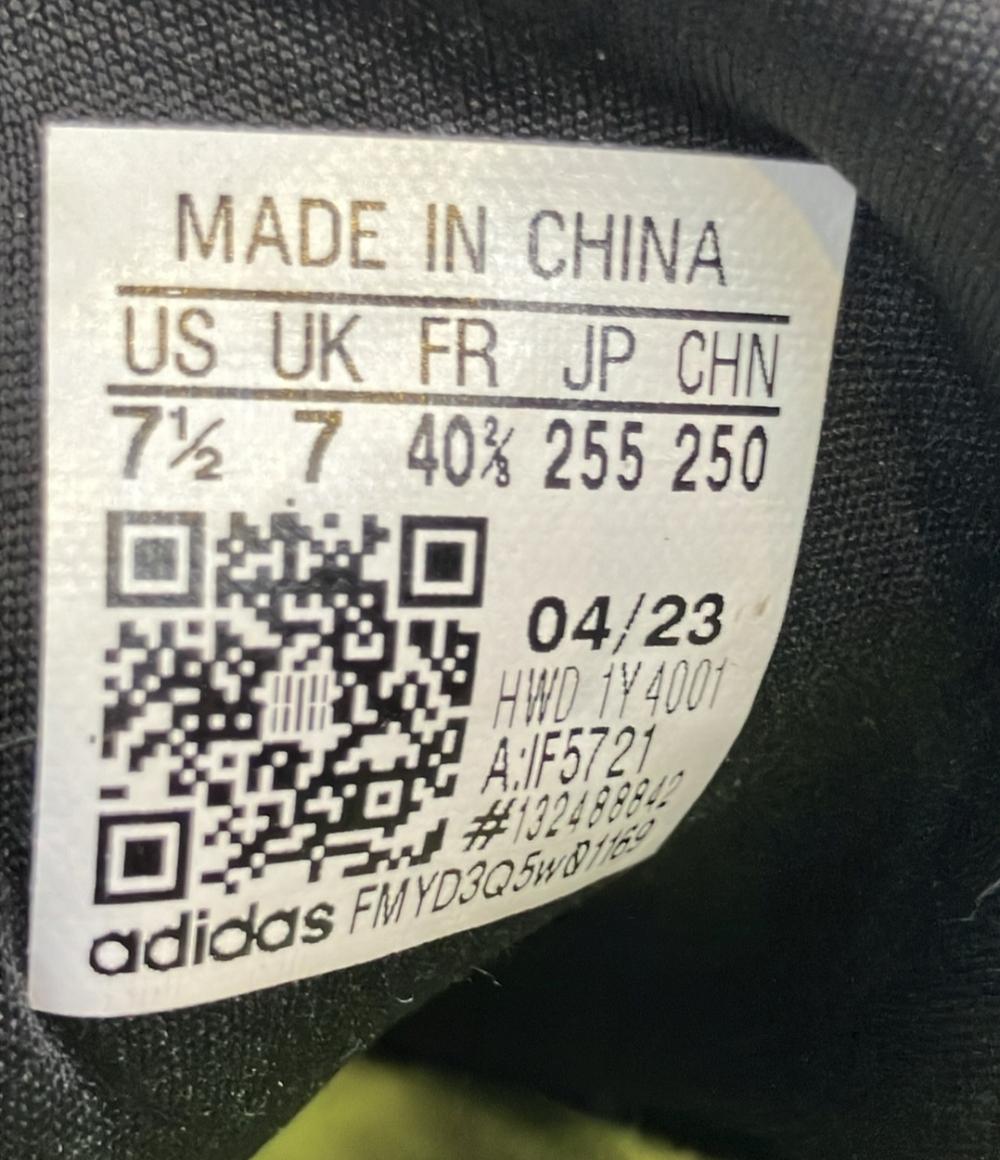 MADE IN CHINA
US UK FR JP CHN
7½ 7 40⅔ 255 250
04/23
HWD 1Y4001
A:IF5721
#132488842
adidas